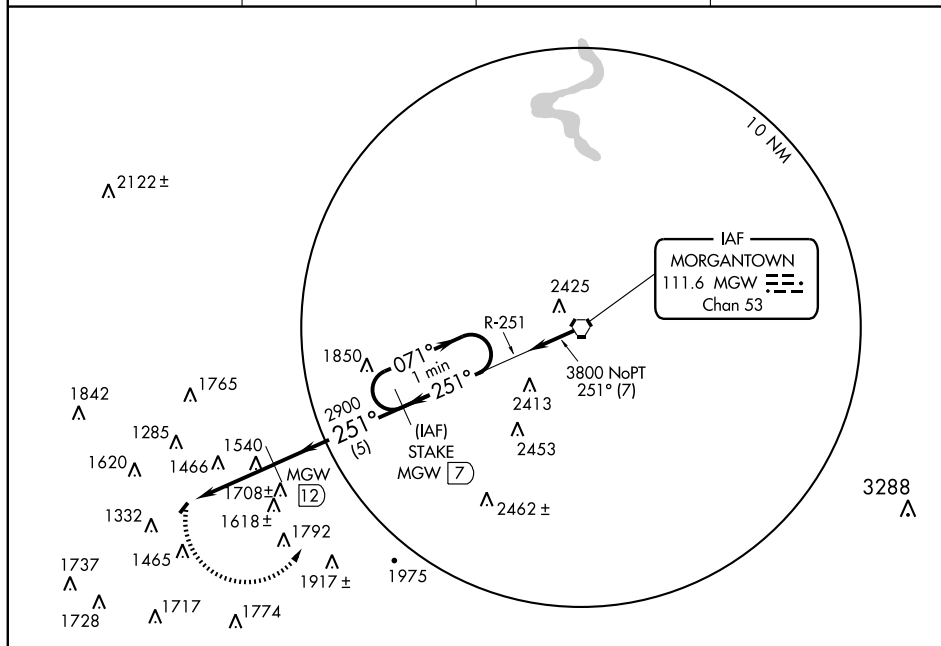 10 NM
2122 ±
IAF
MORGANTOWN
111.6 MGW
Chan 53
2425
R-251
1850
071°
1 min
251°
3800 NoPT
251° (7)
2413
2453
2900
251°
(5)
(IAF)
STAKE
MGW 7
1842
1765
1285
1540
1620
1466
MGW
12
1708±
1618±
2462 ±
3288
1332
1792
1465
1917 ±
1975
1737
1728
1717
1774